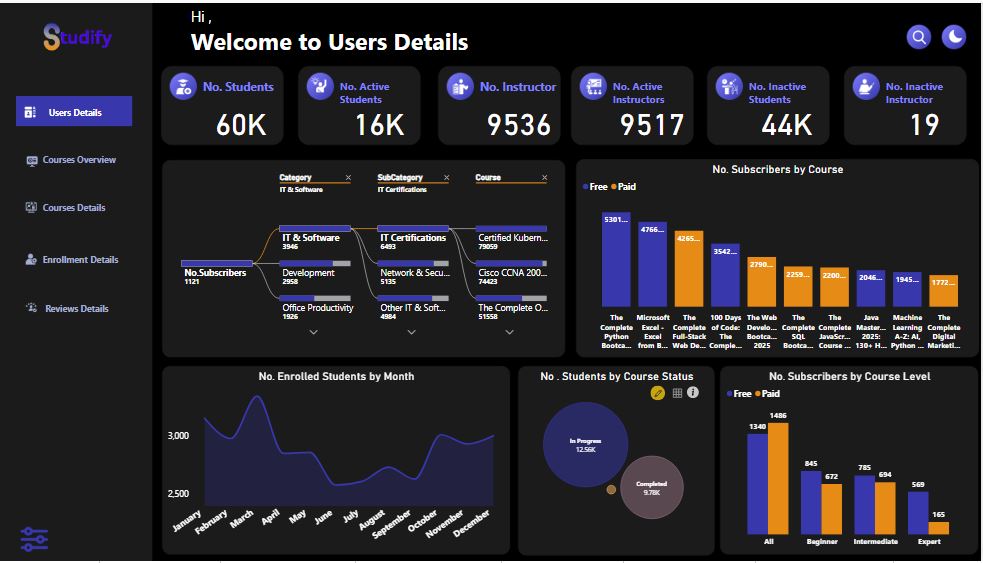 Studify
Hi ,
Welcome to Users Details
Users Details
Courses Overview
Courses Details
Enrollment Details
Reviews Details
No. Students
60K
No. Active
Students
16K
No. Instructor
9536
No. Active
Instructors
9517
No. Inactive
Students
44K
No. Inactive
Instructor
19
Category
IT & Software
SubCategory
IT Certifications
Course
No.Subscribers
1121
IT & Software
3946
Development
2958
Office Productivity
1926
IT Certifications
6493
Network & Secu...
5135
Other IT & Soft...
4984
Certified Kubern...
79059
Cisco CCNA 200...
74423
The Complete O...
51558
No. Subscribers by Course
Free Paid
5301...
4766...
4265...
3542...
2790...
2259...
2200...
2046...
1945...
1772...
The
Complete
Python
Bootca...
Microsoft
Excel -
Excel
from B...
The
Complete
Full-Stack
Web De...
100 Days
of Code:
The
Comple...
The Web
Develo...
Bootca...
2025
The
Complete
SQL
Bootca...
The
Complete
JavaScr...
Course ...
Java
Master...
2025:
130+ H...
Machine
Learning
A-Z: AI,
Python ...
The
Complete
Digital
Marketi...
No. Enrolled Students by Month
3,000
2,500
January
February
March
April
May
June
July
August
September
October
November
December
No . Students by Course Status
In Progress
12.56K
Completed
9.78K
No. Subscribers by Course Level
Free Paid
1340
1486
845
672
785
694
569
165
All
Beginner
Intermediate
Expert